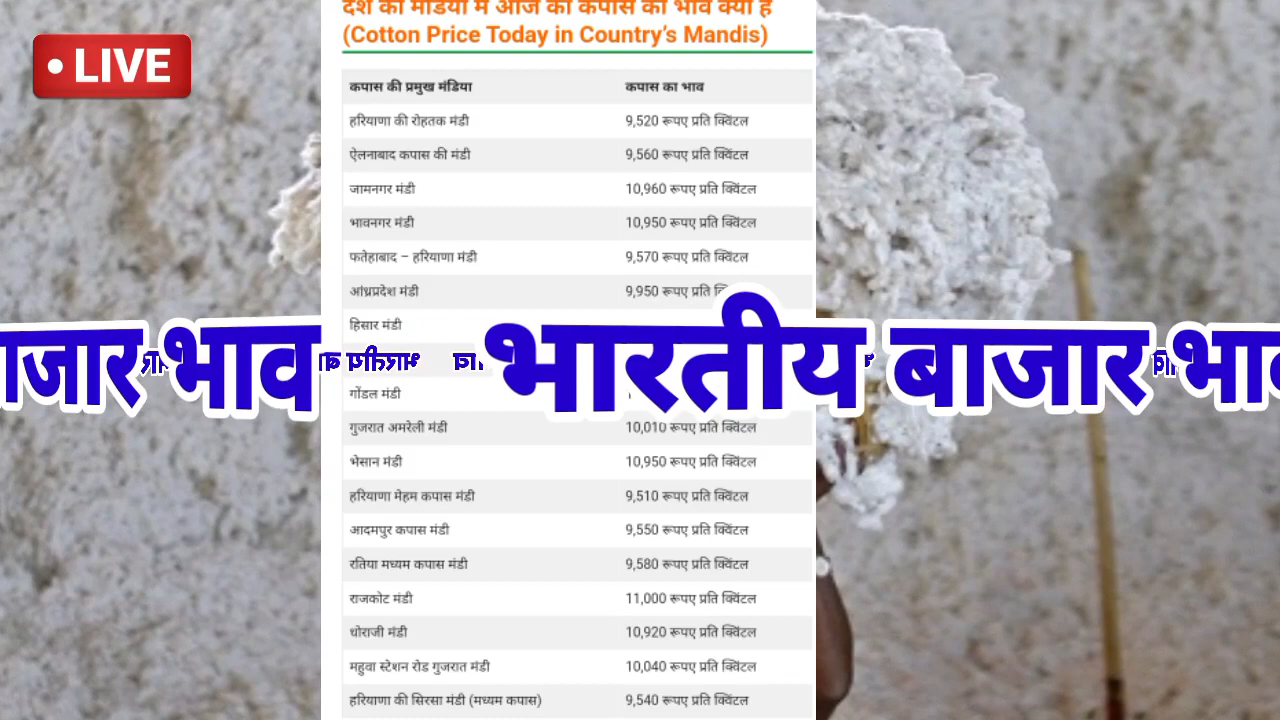 LIVE
देश की मंडियों में आज का कपास का भाव क्या है
(Cotton Price Today in Country’s Mandis)
कपास की प्रमुख मंडिया कपास का भाव
हरियाणा की रोहतक मंडी 9,520 रूपए प्रति क्विंटल
ऐलनाबाद कपास की मंडी 9,560 रूपए प्रति क्विंटल
जामनगर मंडी 10,960 रूपए प्रति क्विंटल
भावनगर मंडी 10,950 रूपए प्रति क्विंटल
फतेहाबाद – हरियाणा मंडी 9,570 रूपए प्रति क्विंटल
आंध्रप्रदेश मंडी 9,950 रूपए प्रति
हिसार मंडी
बाजार भाव भारतीय बाजार भाव
गोंडल मंडी
गुजरात अमरेली मंडी 10,010 रूपए प्रति क्विंटल
भेसान मंडी 10,950 रूपए प्रति क्विंटल
हरियाणा मेहम कपास मंडी 9,510 रूपए प्रति क्विंटल
आदमपुर कपास मंडी 9,550 रूपए प्रति क्विंटल
रतिया मध्यम कपास मंडी 9,580 रूपए प्रति क्विंटल
राजकोट मंडी 11,000 रूपए प्रति क्विंटल
धोराजी मंडी 10,920 रूपए प्रति क्विंटल
महुवा स्टेशन रोड गुजरात मंडी 10,040 रूपए प्रति क्विंटल
हरियाणा की सिरसा मंडी (मध्यम कपास) 9,540 रूपए प्रति क्विंटल